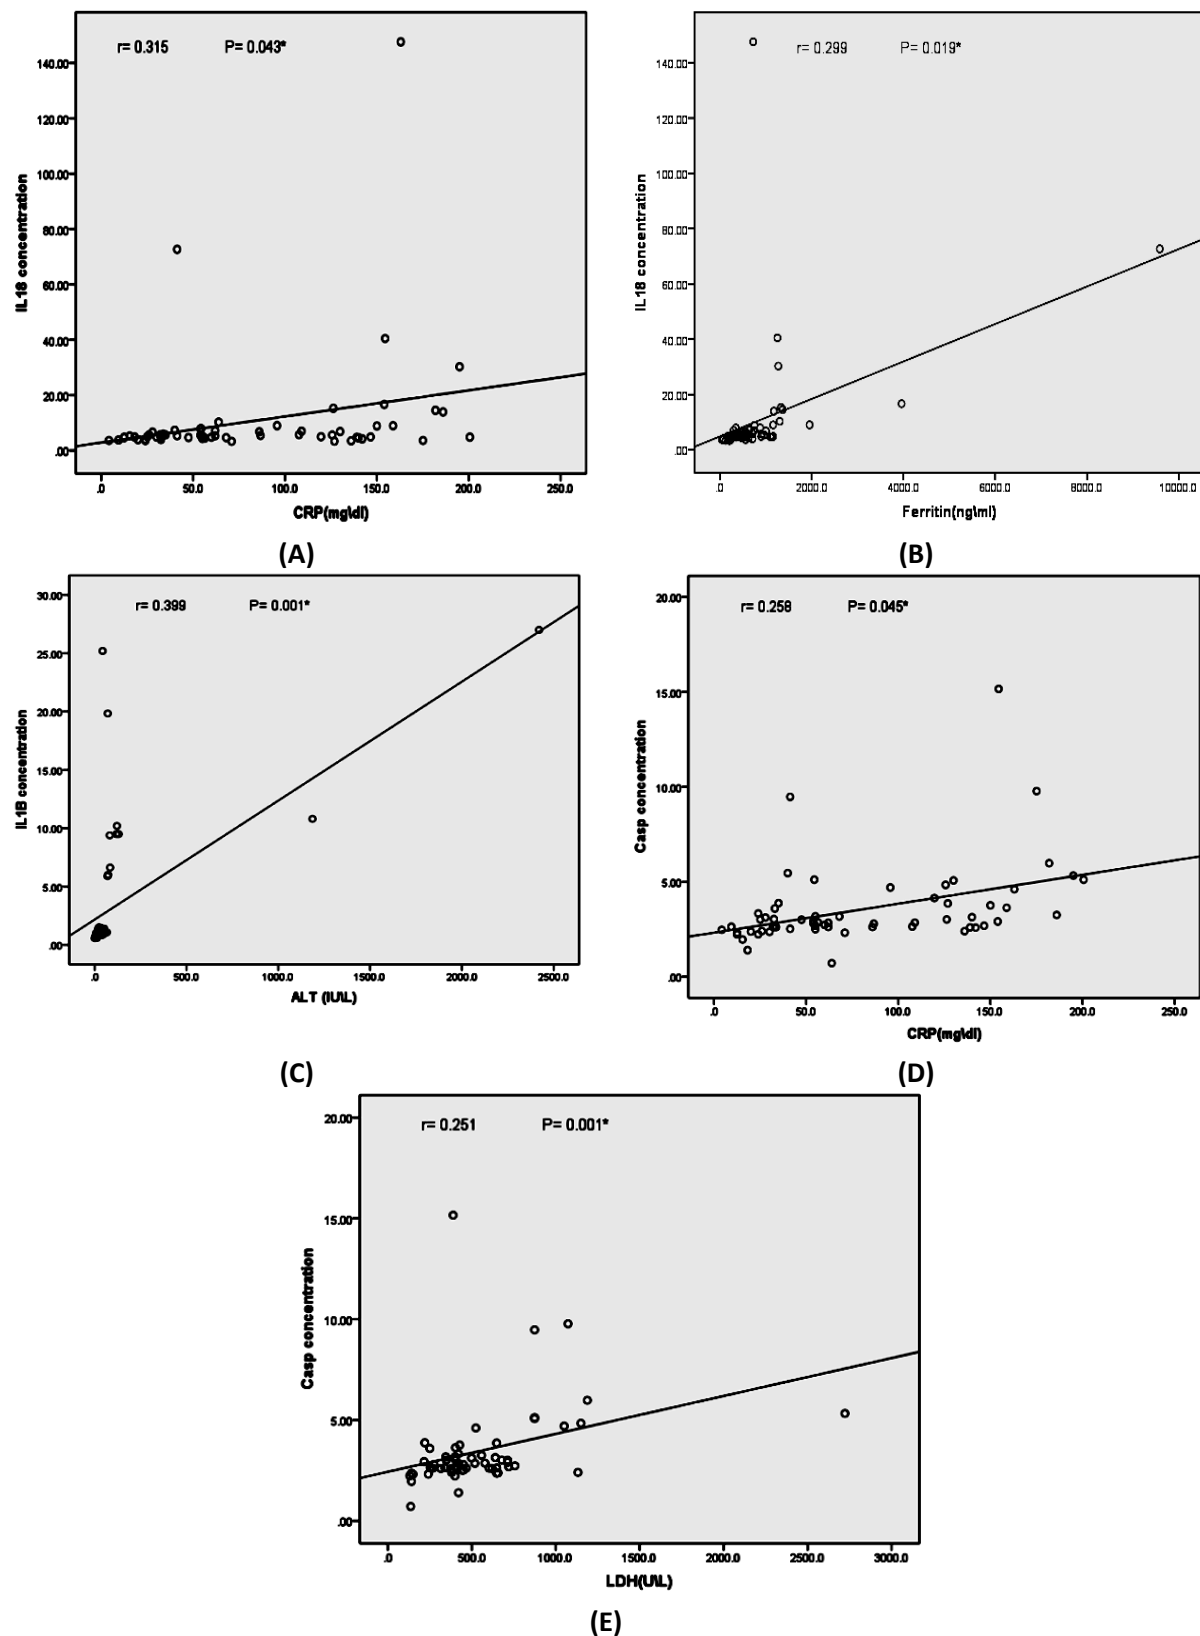 r= 0.315 P= 0.043*
140.00
120.00
100.00
80.00
60.00
40.00
20.00
.00
IL18 concentration
.0 50.0 100.0 150.0 200.0 250.0
CRP(mg\dl)
(A)
r= 0.299 P= 0.019*
140.00
120.00
100.00
80.00
60.00
40.00
20.00
.00
IL18 concentration
.0 2000.0 4000.0 6000.0 8000.0 10000.0
Ferritin(ng\ml)
(B)
r= 0.399 P= 0.001*
30.00
25.00
20.00
15.00
10.00
5.00
.00
IL1B concentration
.0 500.0 1000.0 1500.0 2000.0 2500.0
ALT (IU\L)
(C)
r= 0.258 P= 0.045*
20.00
15.00
10.00
5.00
.00
Casp concentration
.0 50.0 100.0 150.0 200.0 250.0
CRP(mg\dl)
(D)
r= 0.251 P= 0.001*
20.00
15.00
10.00
5.00
.00
Casp concentration
.0 500.0 1000.0 1500.0 2000.0 2500.0 3000.0
LDH(U\L)
(E)